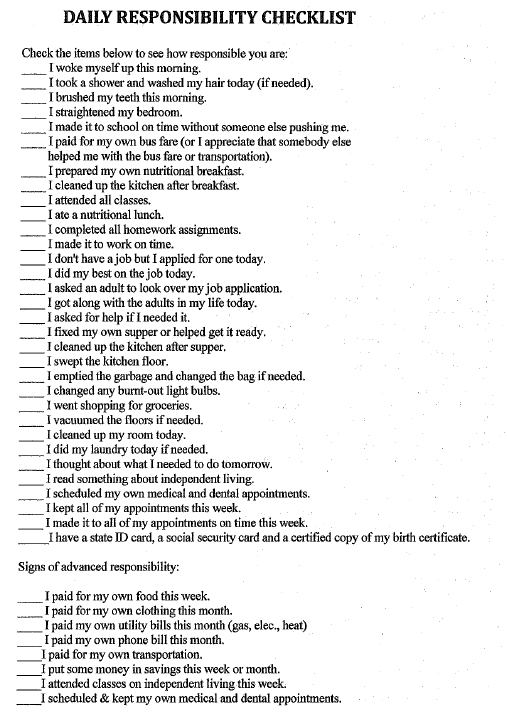 DAILY RESPONSIBILITY CHECKLIST
Check the items below to see how responsible you are:
____ I woke myself up this morning.
____ I took a shower and washed my hair today (if needed).
____ I brushed my teeth this morning.
____ I straightened my bedroom.
____ I made it to school on time without someone else pushing me.
____ I paid for my own bus fare (or I appreciate that somebody else
helped me with the bus fare or transportation).
____ I prepared my own nutritional breakfast.
____ I cleaned up the kitchen after breakfast.
____ I attended all classes.
____ I ate a nutritional lunch.
____ I completed all homework assignments.
____ I made it to work on time.
____ I don't have a job but I applied for one today.
____ I did my best on the job today.
____ I asked an adult to look over my job application.
____ I got along with the adults in my life today.
____ I asked for help if I needed it.
____ I fixed my own supper or helped get it ready.
____ I cleaned up the kitchen after supper.
____ I swept the kitchen floor.
____ I emptied the garbage and changed the bag if needed.
____ I changed any burnt-out light bulbs.
____ I went shopping for groceries.
____ I vacuumed the floors if needed.
____ I cleaned up my room today.
____ I did my laundry today if needed.
____ I thought about what I needed to do tomorrow.
____ I read something about independent living.
____ I scheduled my own medical and dental appointments.
____ I kept all of my appointments this week.
____ I made it to all of my appointments on time this week.
____ I have a state ID card, a social security card and a certified copy of my birth certificate.
Signs of advanced responsibility:
____ I paid for my own food this week.
____ I paid for my own clothing this month.
____ I paid my own utility bills this month (gas, elec., heat)
____ I paid my own phone bill this month.
____ I paid for my own transportation.
____ I put some money in savings this week or month.
____ I attended classes on independent living this week.
____ I scheduled & kept my own medical and dental appointments.